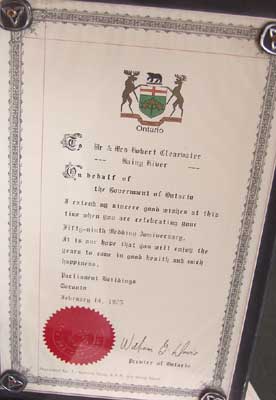 Ontario
To Mr & Mrs Robert Clearwater
--- Rainy River ---
On behalf of
the Government of Ontario
I extend my sincere good wishes at this
time when you are celebrating your
Fifty-ninth Wedding Anniversary.
It is our hope that you will enjoy the
years to come in good health and much
happiness.
Parliament Buildings
Toronto
February 14, 1975
William G. Davis
Premier of Ontario